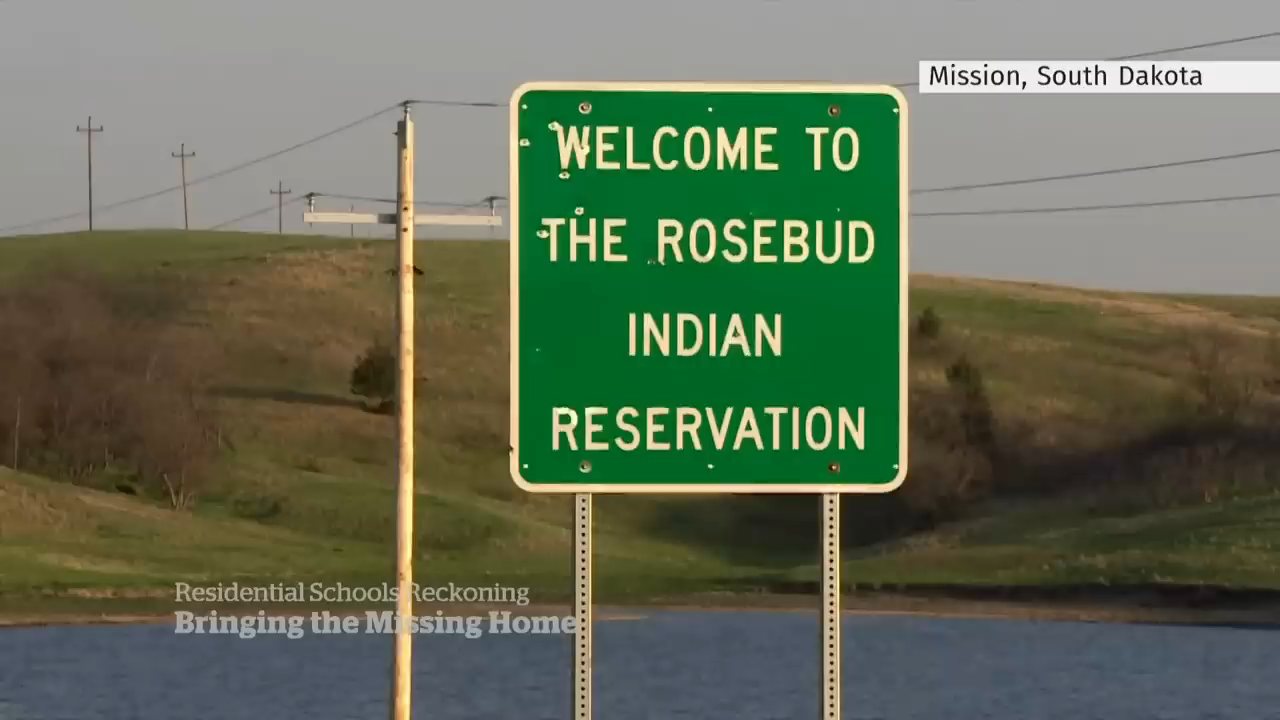 Mission, South Dakota
WELCOME TO
THE ROSEBUD
INDIAN
RESERVATION
Residential Schools Reckoning
Bringing the Missing Home